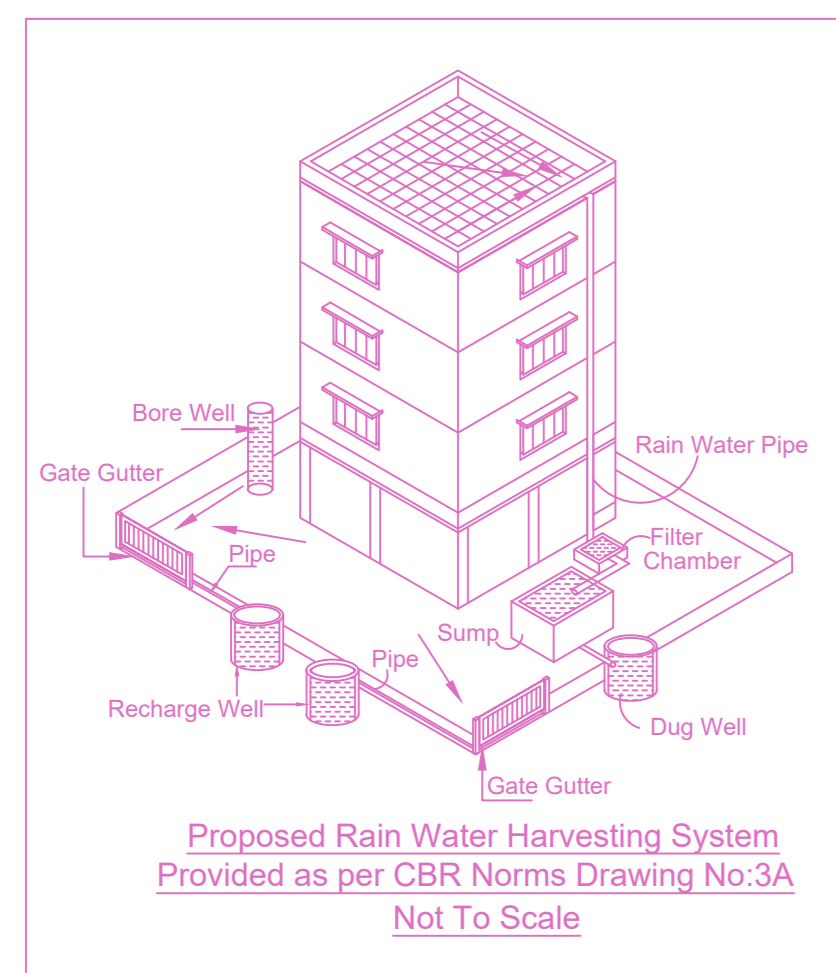 Bore Well
Gate Gutter
Rain Water Pipe
Filter
Chamber
Pipe
Sump
Pipe
Recharge Well
Dug Well
Gate Gutter
Proposed Rain Water Harvesting System
Provided as per CBR Norms Drawing No:3A
Not To Scale